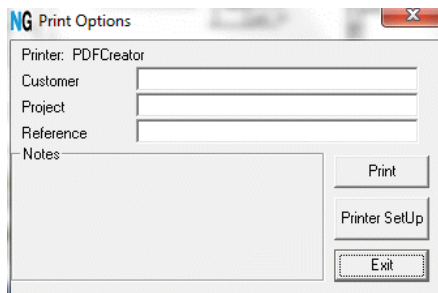 NG Print Options
Printer: PDFCreator
Customer
Project
Reference
Notes
Print
Printer SetUp
Exit